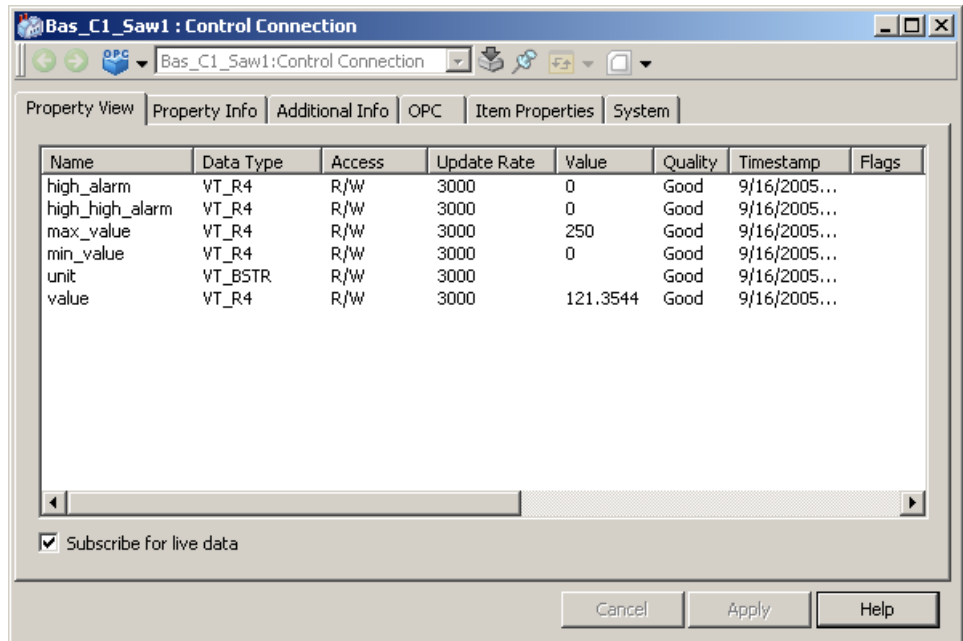 Bas_C1_Saw1 : Control Connection
OPC Bas_C1_Saw1:Control Connection
Property View Property Info Additional Info OPC Item Properties System
Name Data Type Access Update Rate Value Quality Timestamp Flags
high_alarm VT_R4 R/W 3000 0 Good 9/16/2005...
high_high_alarm VT_R4 R/W 3000 0 Good 9/16/2005...
max_value VT_R4 R/W 3000 250 Good 9/16/2005...
min_value VT_R4 R/W 3000 0 Good 9/16/2005...
unit VT_BSTR R/W 3000 Good 9/16/2005...
value VT_R4 R/W 3000 121.3544 Good 9/16/2005...
Subscribe for live data
Cancel Apply Help